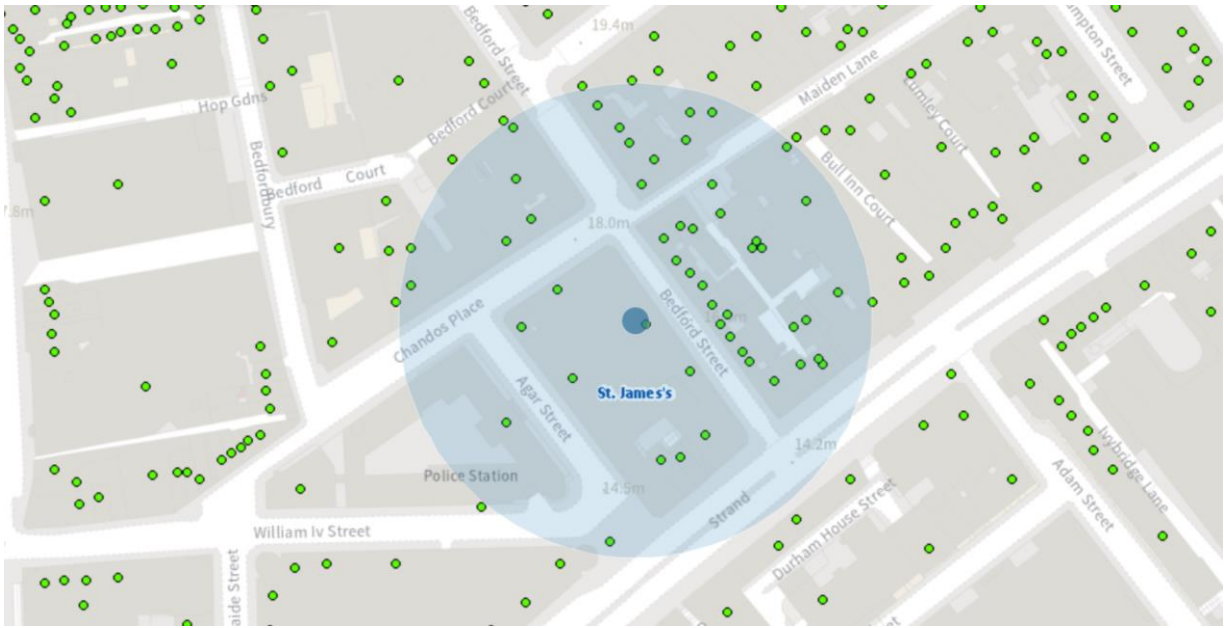 19.4m
Bedford Street
Maiden Lane
Hop Gdns
Bedford Court
Lumley Court
Bedfordbury
Bedford Court
Bull Inn Court
18.0m
Chandos Place
Bedford Street
Agar Street
St. James's
14.2m
Police Station
14.5m
Strand
Ivybridge Lane
Adam Street
Durham House Street
William Iv Street